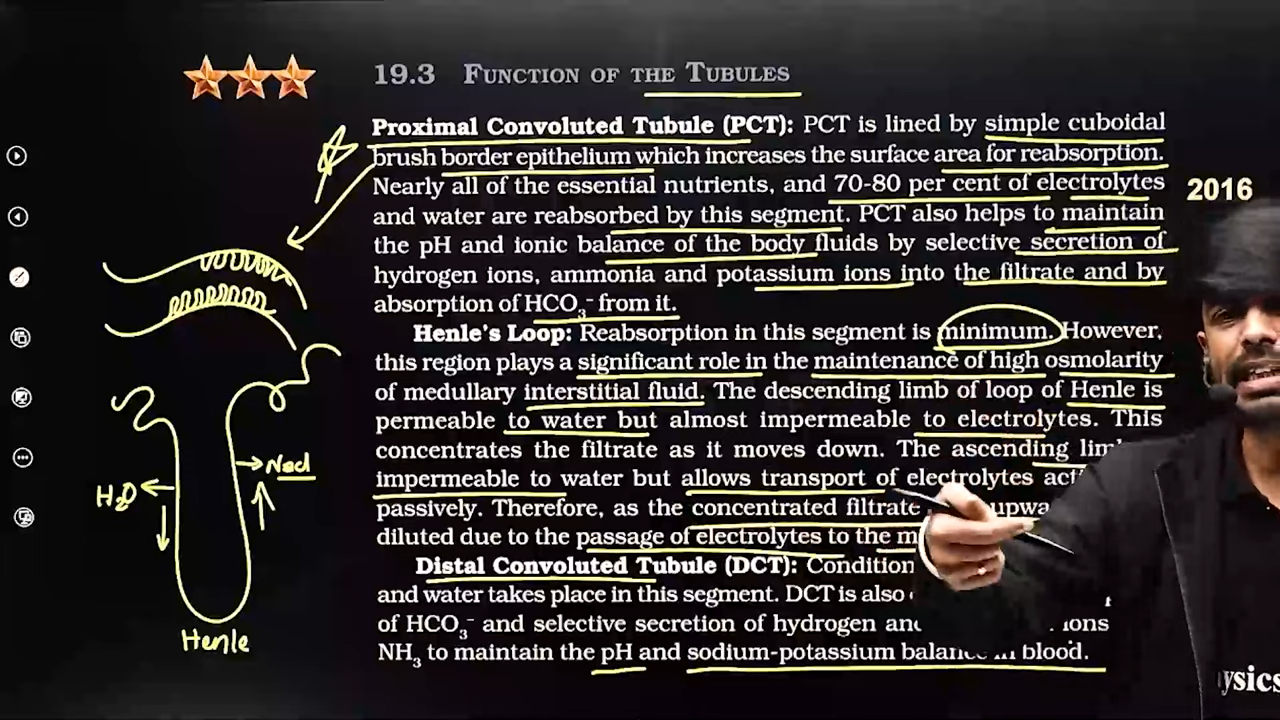 19.3 FUNCTION OF THE TUBULES
Proximal Convoluted Tubule (PCT): PCT is lined by simple cuboidal
brush border epithelium which increases the surface area for reabsorption.
Nearly all of the essential nutrients, and 70-80 per cent of electrolytes
2016
and water are reabsorbed by this segment. PCT also helps to maintain
the pH and ionic balance of the body fluids by selective secretion of
hydrogen ions, ammonia and potassium ions into the filtrate and by
absorption of HCO₃⁻ from it.
Henle's Loop: Reabsorption in this segment is minimum. However,
this region plays a significant role in the maintenance of high osmolarity
of medullary interstitial fluid. The descending limb of loop of Henle is
permeable to water but almost impermeable to electrolytes. This
concentrates the filtrate as it moves down. The ascending
impermeable to water but allows transport of electrolytes
passively. Therefore, as the concentrated filtrate
diluted due to the passage of electrolytes to the
Distal Convoluted Tubule (DCT):
and water takes place in this segment. DCT is also
of HCO₃⁻ and selective secretion of hydrogen
NH₃ to maintain the pH and sodium-potassium balance in blood.
H₂O
Nacl
Henle